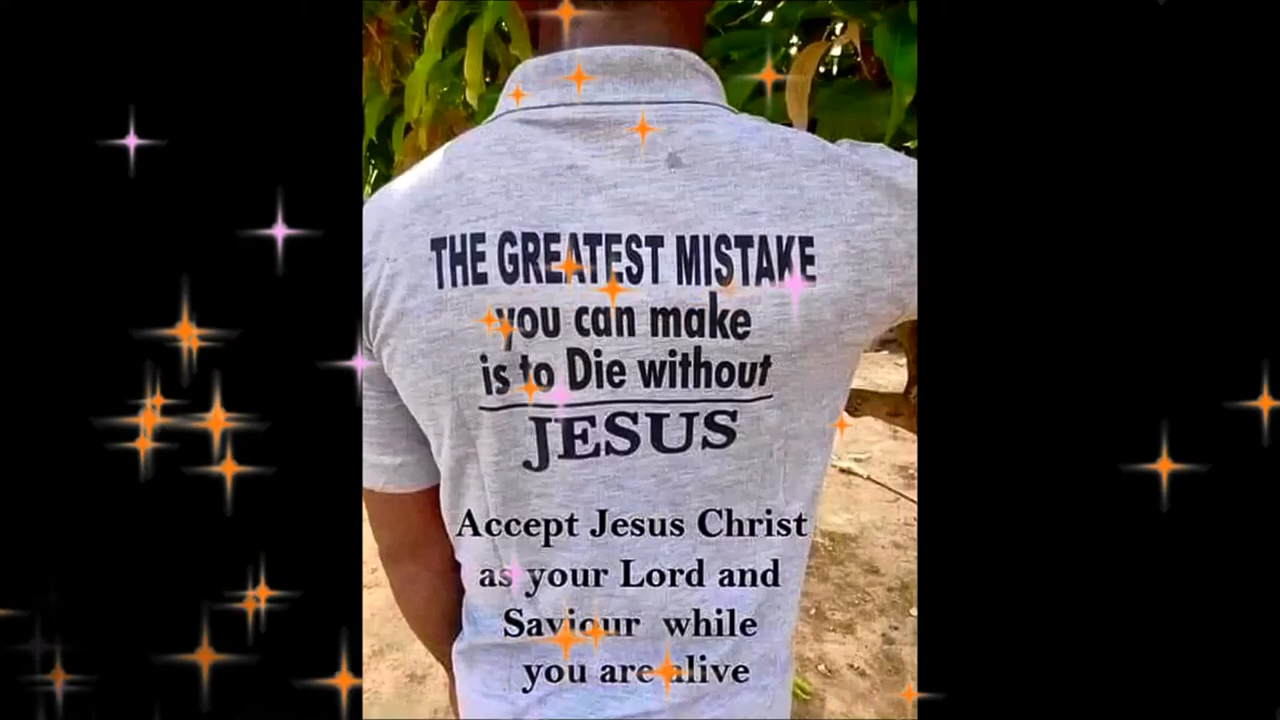 THE GREATEST MISTAKE
you can make
is to Die without
JESUS
Accept Jesus Christ
as your Lord and
Saviour while
you are alive